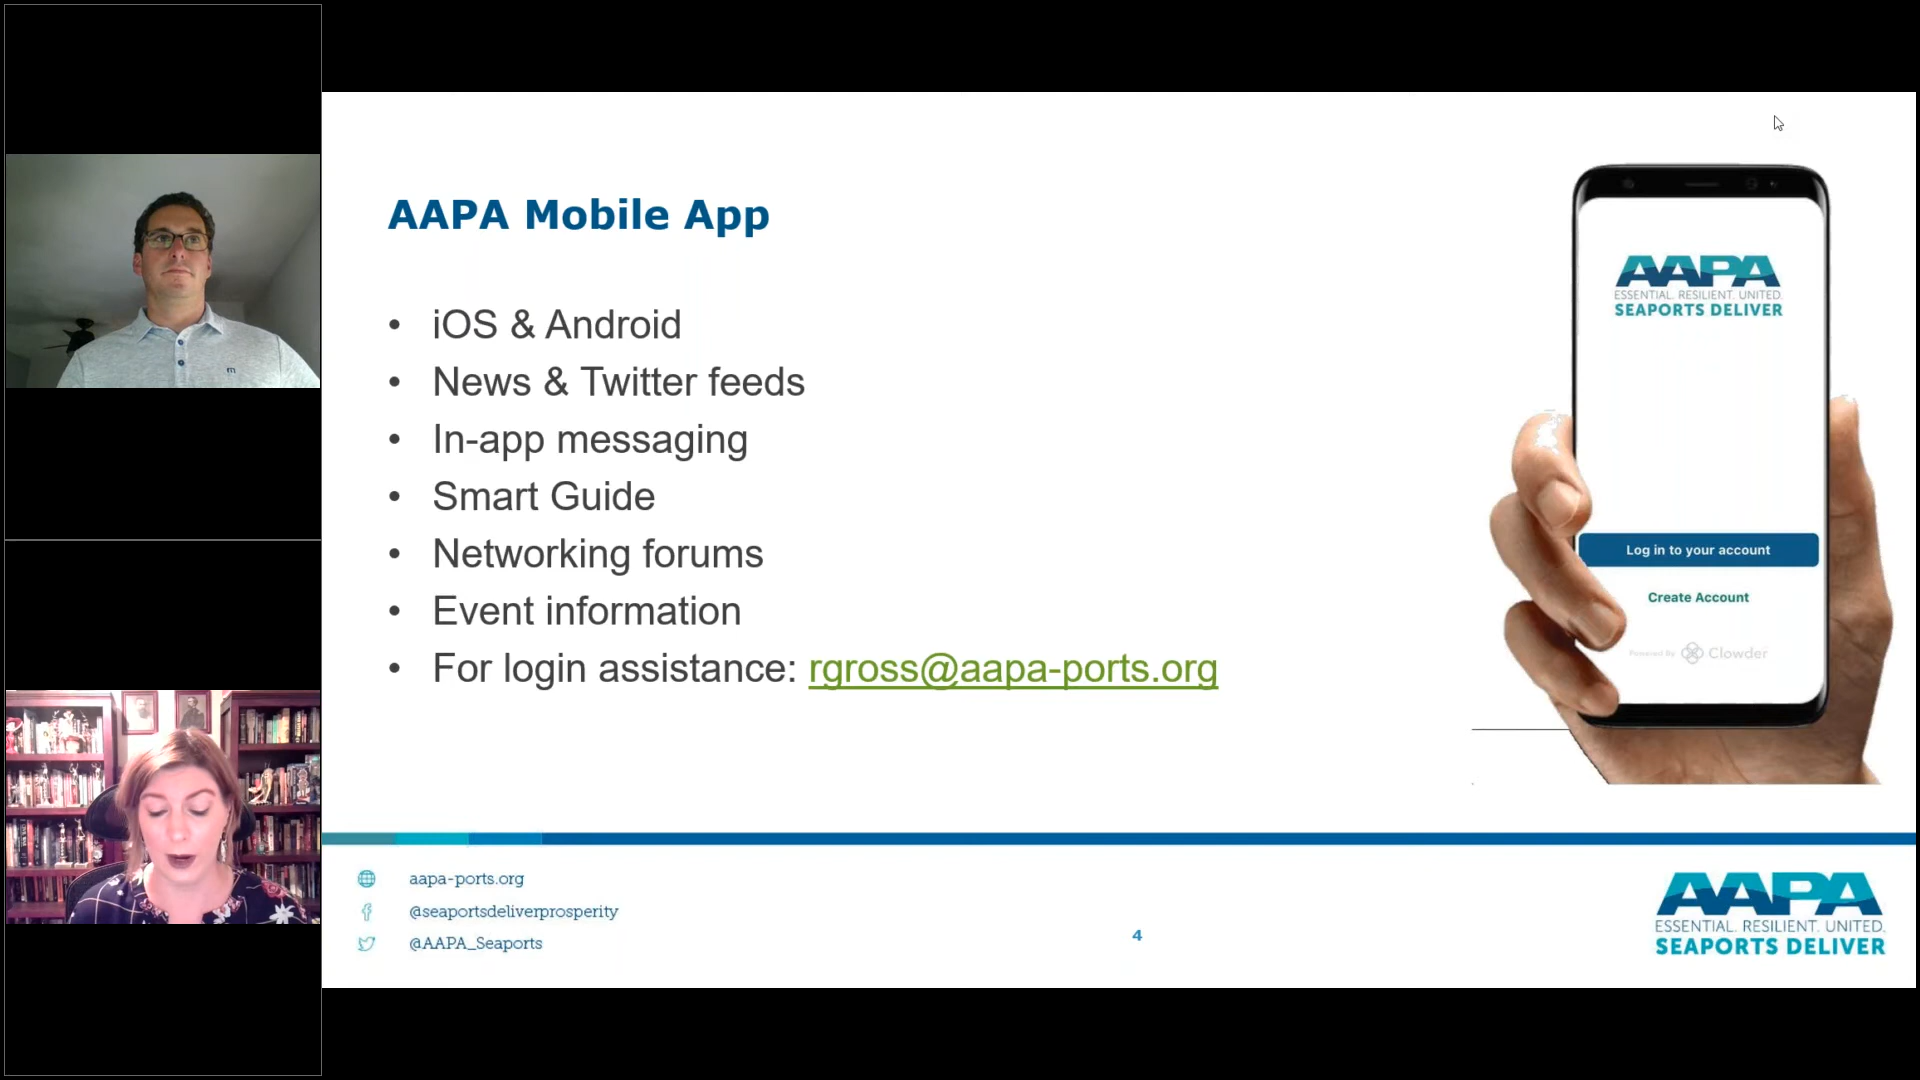 AAPA Mobile App
• iOS & Android
• News & Twitter feeds
• In-app messaging
• Smart Guide
• Networking forums
• Event information
• For login assistance: rgross@aapa-ports.org
AAPA
ESSENTIAL. RESILIENT. UNITED.
SEAPORTS DELIVER
Log in to your account
Create Account
Powered By Clowder
aapa-ports.org
@seaportsdeliverprosperity
@AAPA_Seaports
4
AAPA
ESSENTIAL. RESILIENT. UNITED.
SEAPORTS DELIVER
m